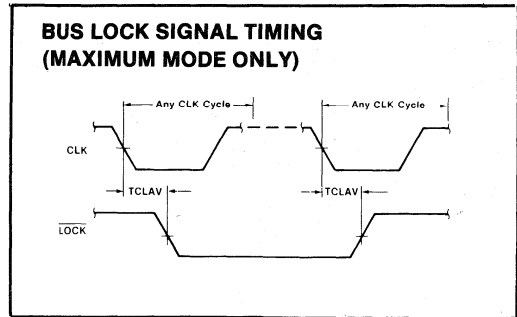 BUS LOCK SIGNAL TIMING
(MAXIMUM MODE ONLY)
Any CLK Cycle
Any CLK Cycle
CLK
TCLAV
TCLAV
LOCK